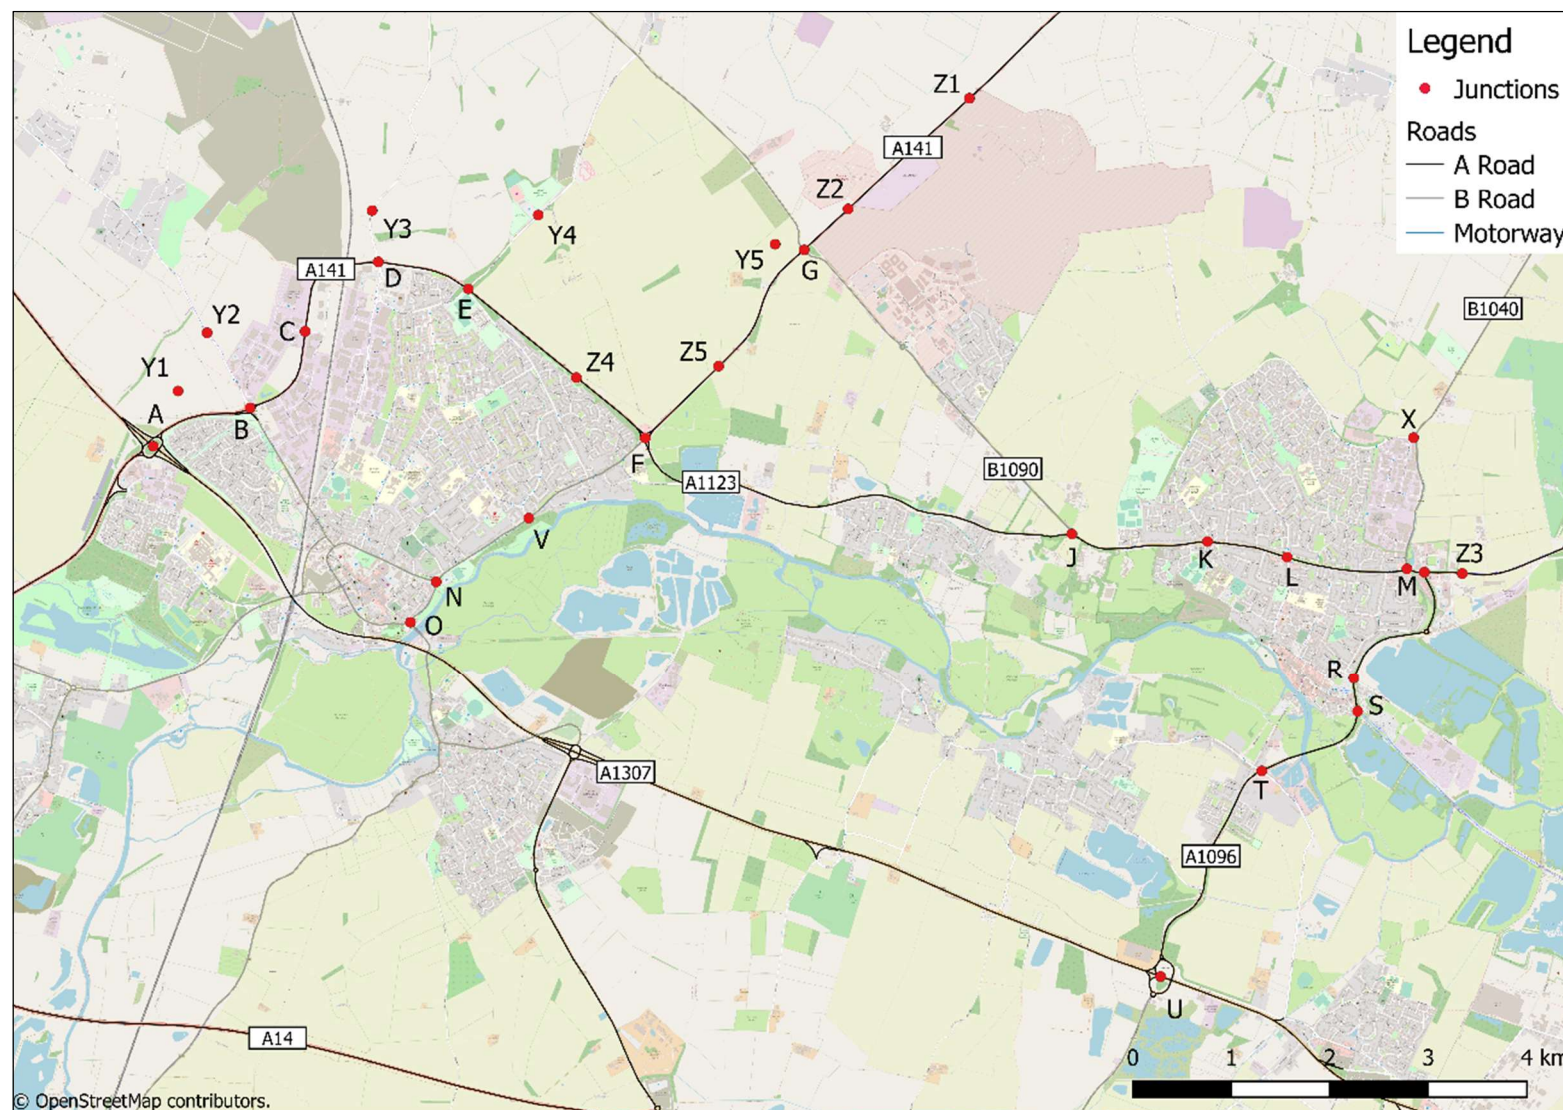 Legend
Junctions
Roads
A Road
B Road
Motorway
Z1
A141
Z2
Y3
Y4
Y5
G
A141
D
E
B1040
Y2
C
Z5
Z4
Y1
A
B
X
F
B1090
A1123
V
J
K
L
M
Z3
N
O
R
S
A1307
T
A1096
U
A14
0 1 2 3 4 km
© OpenStreetMap contributors.